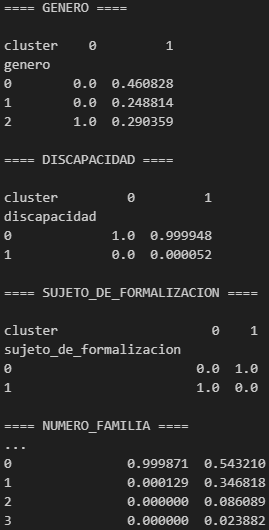 ==== GENERO ====
cluster 0 1
genero
0 0.0 0.460828
1 0.0 0.248814
2 1.0 0.290359
==== DISCAPACIDAD ====
cluster 0 1
discapacidad
0 1.0 0.999948
1 0.0 0.000052
==== SUJETO_DE_FORMALIZACION ====
cluster 0 1
sujeto_de_formalizacion
0 0.0 1.0
1 1.0 0.0
==== NUMERO_FAMILIA ====
...
0 0.999871 0.543210
1 0.000129 0.346818
2 0.000000 0.086089
3 0.000000 0.023882